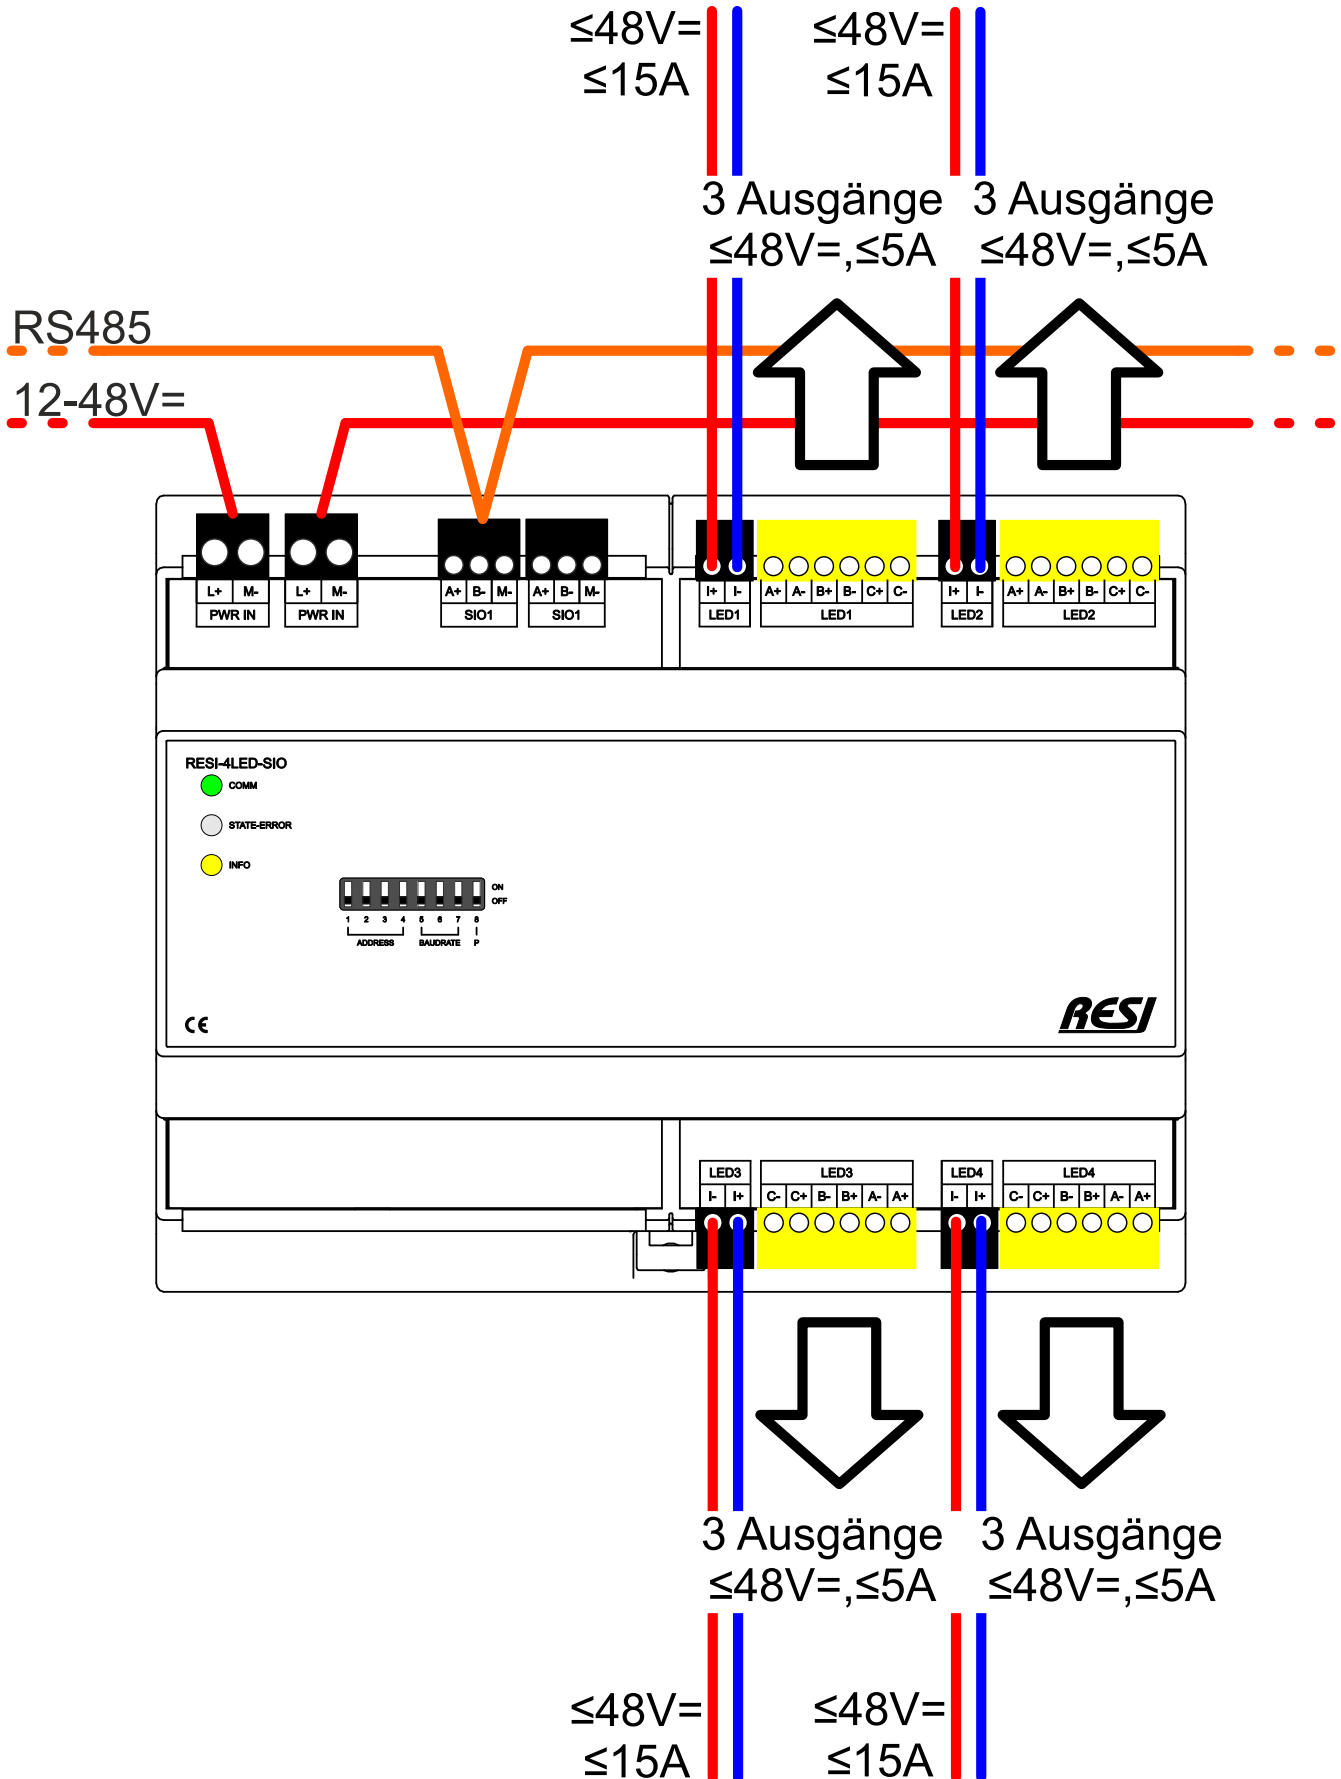 ≤48V= ≤48V=
≤15A ≤15A
3 Ausgänge 3 Ausgänge
≤48V=,≤5A ≤48V=,≤5A
RS485
12-48V=
L+ M- L+ M- A+ B- M- A+ B- M- I+ I- A+ A- B+ B- C+ C- I+ I- A+ A- B+ B- C+ C-
PWR IN PWR IN SIO1 SIO1 LED1 LED1 LED2 LED2
RESI-4LED-SIO
COMM
STATE-ERROR
INFO
ON
OFF
1 2 3 4 5 6 7 8
ADDRESS BAUDRATE P
CE RESI
LED3 LED3 LED4 LED4
I- I+ C- C+ B- B+ A- A+ I- I+ C- C+ B- B+ A- A+
3 Ausgänge 3 Ausgänge
≤48V=,≤5A ≤48V=,≤5A
≤48V= ≤48V=
≤15A ≤15A